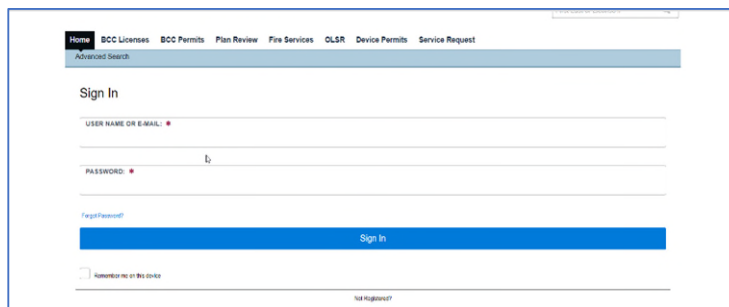 Home BCC Licenses BCC Permits Plan Review Fire Services OLSR Device Permits Service Request
Advanced Search
Sign In
USER NAME OR E-MAIL: *
PASSWORD: *
Forgot Password?
Sign In
Remember me on this device
Not Registered?